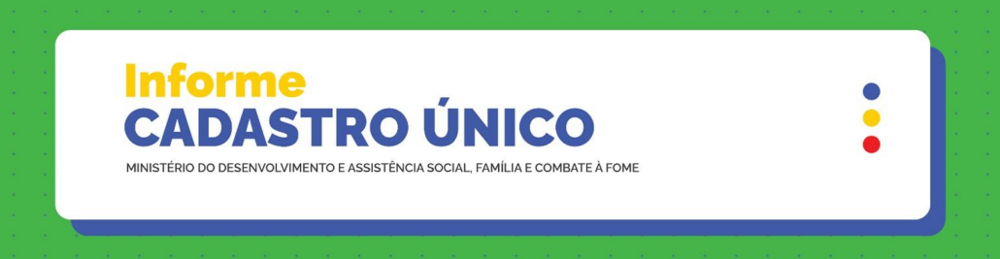 Informe
CADASTRO ÚNICO
MINISTÉRIO DO DESENVOLVIMENTO E ASSISTÊNCIA SOCIAL, FAMÍLIA E COMBATE À FOME